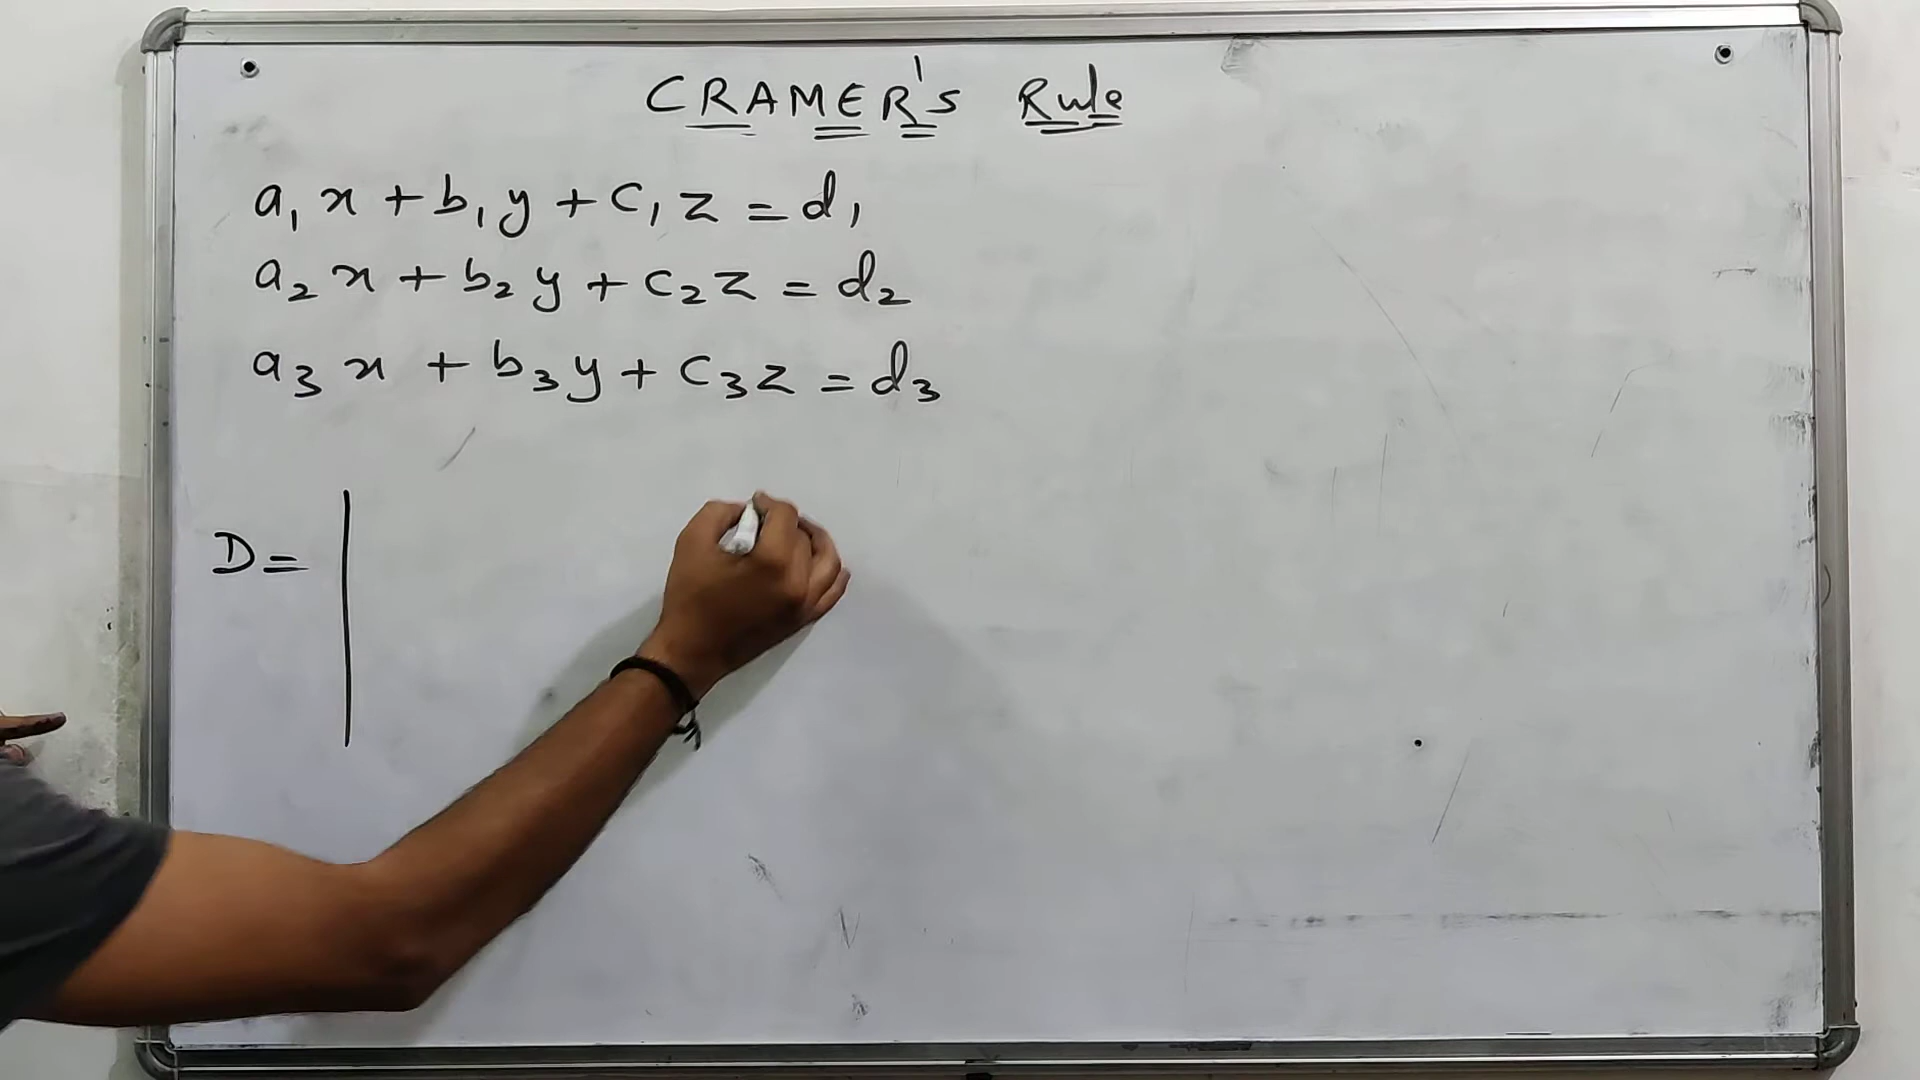 CRAMER's Rule
a₁x + b₁y + c₁z = d₁
a₂x + b₂y + c₂z = d₂
a₃x + b₃y + c₃z = d₃
D = |